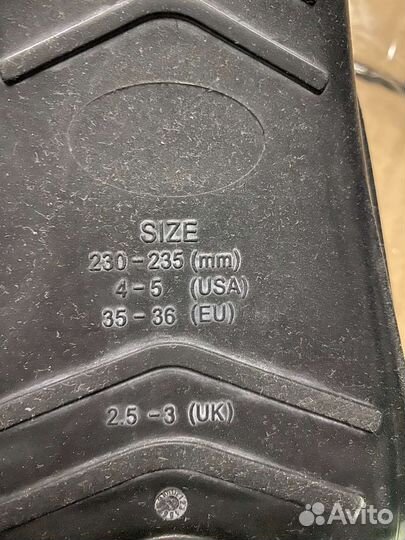 SIZE
230-235 (mm)
4-5 (USA)
35-36 (EU)
2.5-3 (UK)
Avito